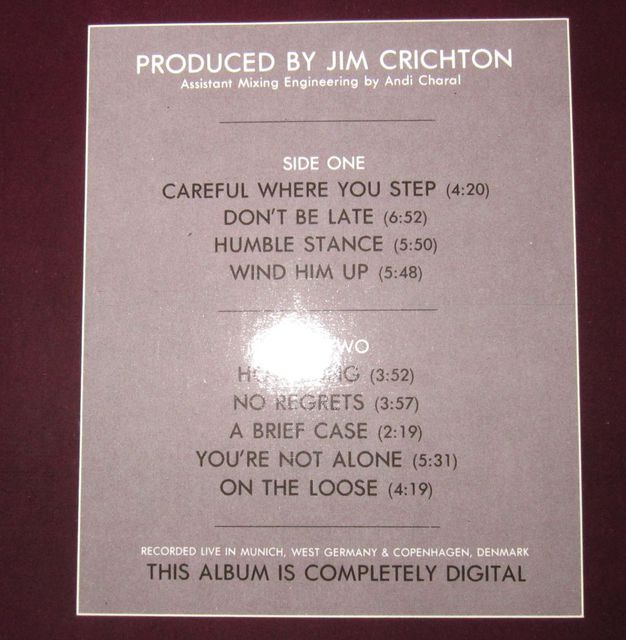 PRODUCED BY JIM CRICHTON
Assistant Mixing Engineering by Andi Charal
SIDE ONE
CAREFUL WHERE YOU STEP (4:20)
DON'T BE LATE (6:52)
HUMBLE STANCE (5:50)
WIND HIM UP (5:48)
TWO
(3:52)
NO REGRETS (3:57)
A BRIEF CASE (2:19)
YOU'RE NOT ALONE (5:31)
ON THE LOOSE (4:19)
RECORDED LIVE IN MUNICH, WEST GERMANY & COPENHAGEN, DENMARK
THIS ALBUM IS COMPLETELY DIGITAL